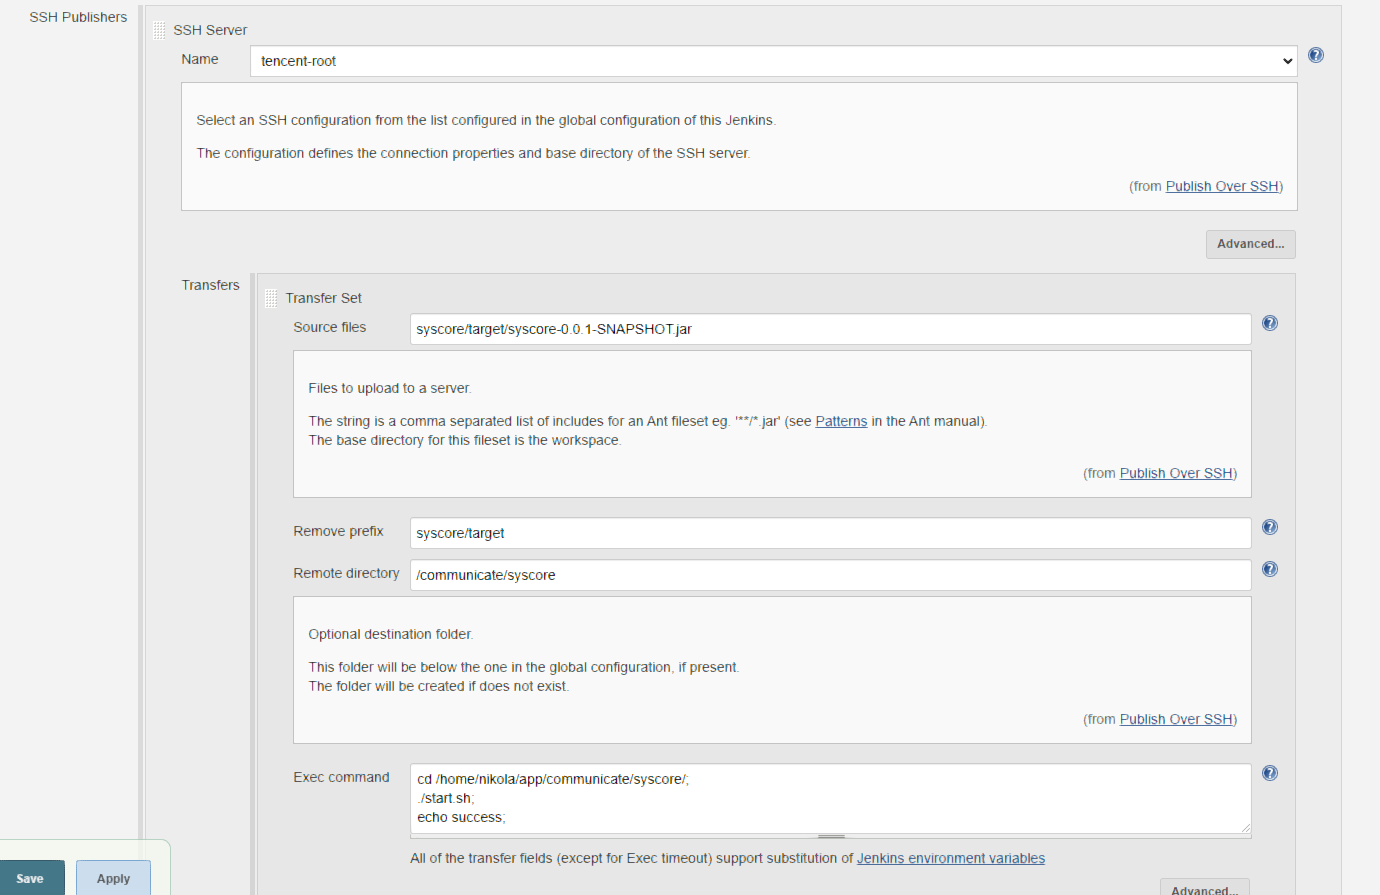 SSH Publishers
SSH Server
Name
tencent-root
Select an SSH configuration from the list configured in the global configuration of this Jenkins.
The configuration defines the connection properties and base directory of the SSH server.
(from Publish Over SSH)
Advanced...
Transfers
Transfer Set
Source files
syscore/target/syscore-0.0.1-SNAPSHOT.jar
Files to upload to a server.
The string is a comma separated list of includes for an Ant fileset eg. '**/*.jar' (see Patterns in the Ant manual).
The base directory for this fileset is the workspace.
(from Publish Over SSH)
Remove prefix
syscore/target
Remote directory
/communicate/syscore
Optional destination folder.
This folder will be below the one in the global configuration, if present.
The folder will be created if does not exist.
(from Publish Over SSH)
Exec command
cd /home/nikola/app/communicate/syscore/;
./start.sh;
echo success;
All of the transfer fields (except for Exec timeout) support substitution of Jenkins environment variables
Save
Apply
Advanced...